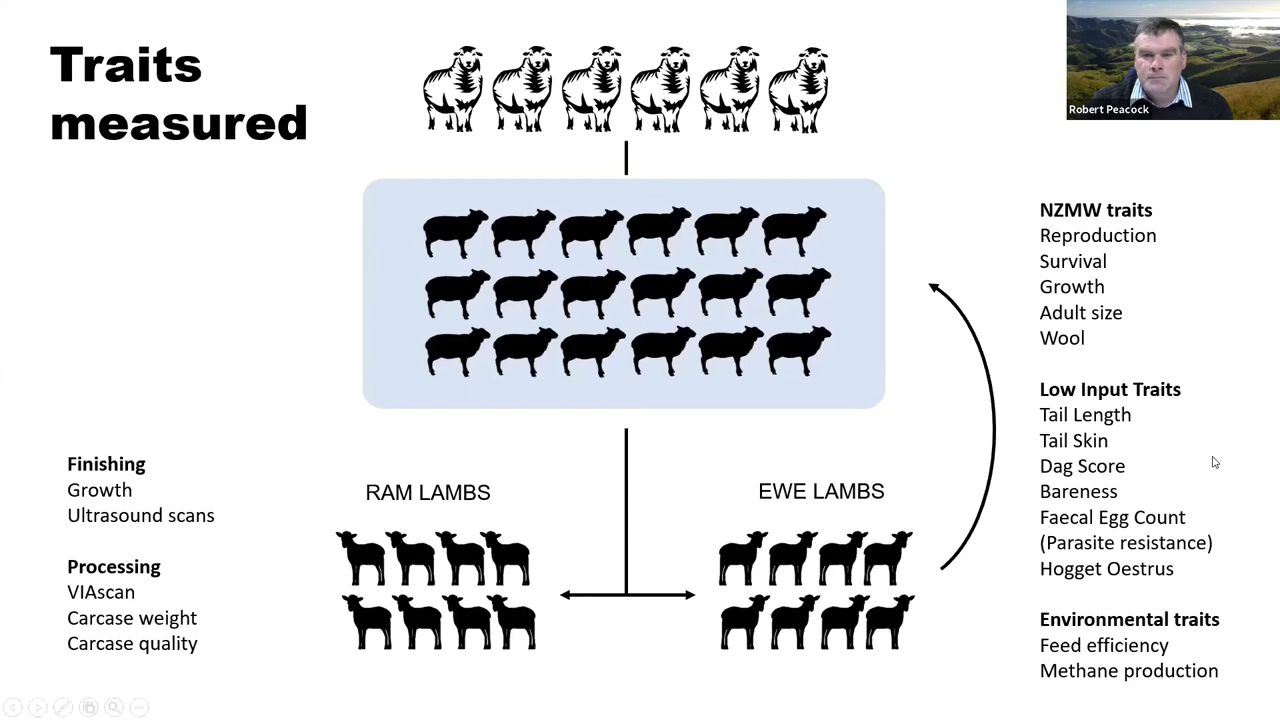 Traits
measured
Robert Peacock
NZMW traits
Reproduction
Survival
Growth
Adult size
Wool
Low Input Traits
Tail Length
Tail Skin
Dag Score
Bareness
Faecal Egg Count
(Parasite resistance)
Hogget Oestrus
Environmental traits
Feed efficiency
Methane production
Finishing
Growth
Ultrasound scans
Processing
VIAscan
Carcase weight
Carcase quality
RAM LAMBS
EWE LAMBS